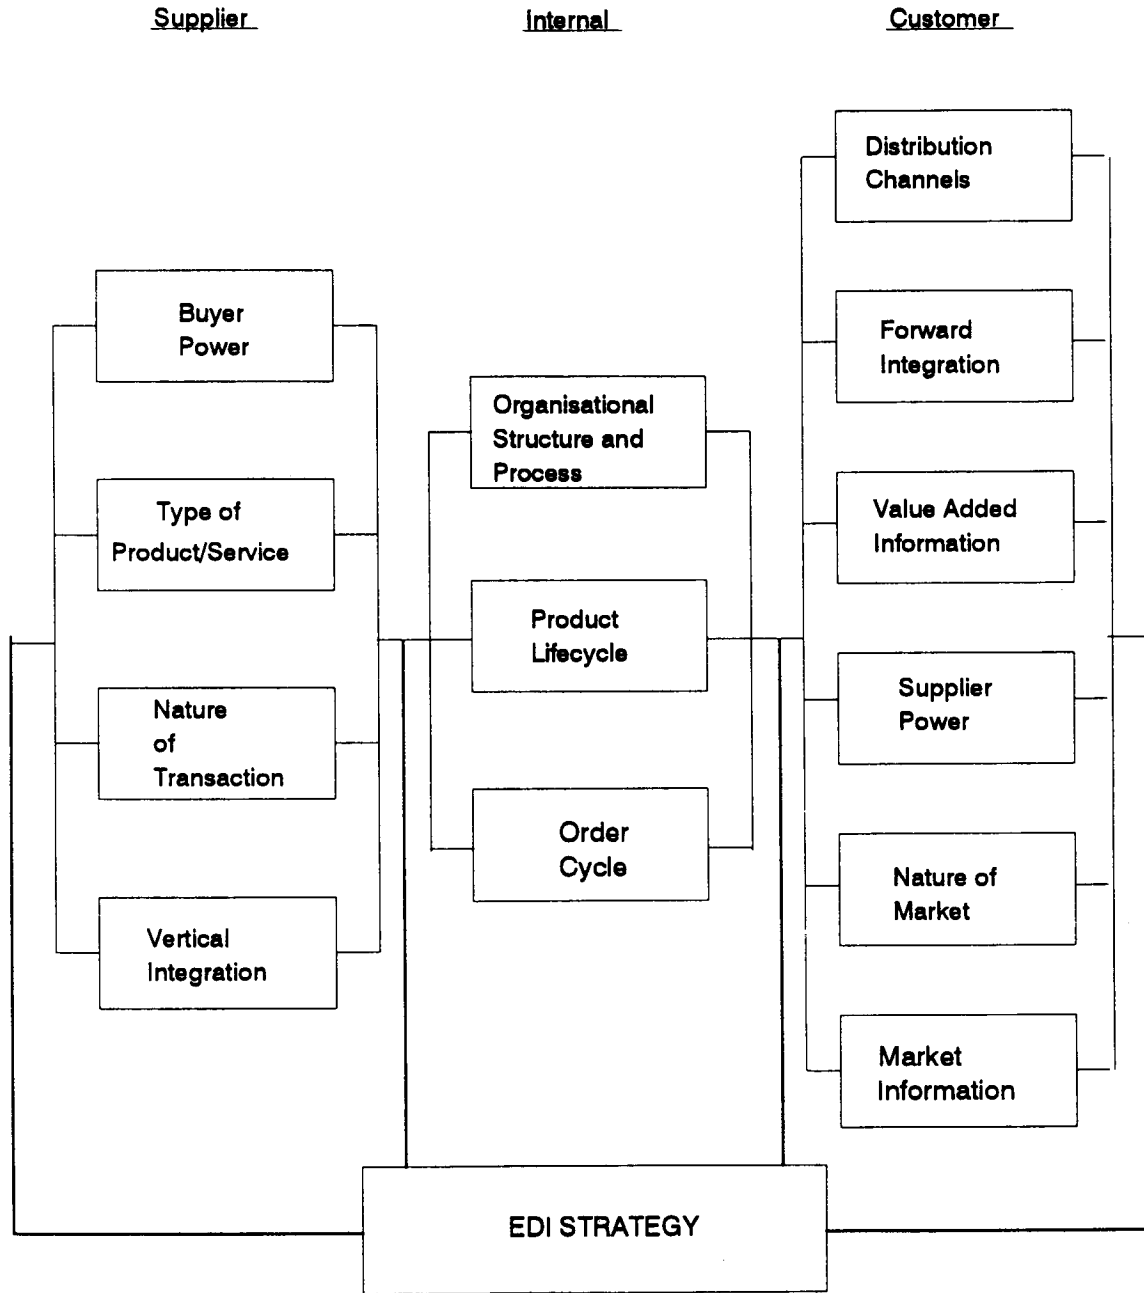 Supplier
Internal
Customer
Distribution
Channels
Buyer
Power
Forward
Integration
Organisational
Structure and
Process
Type of
Product/Service
Value Added
Information
Product
Lifecycle
Supplier
Power
Nature
of
Transaction
Order
Cycle
Nature of
Market
Vertical
Integration
Market
Information
EDI STRATEGY